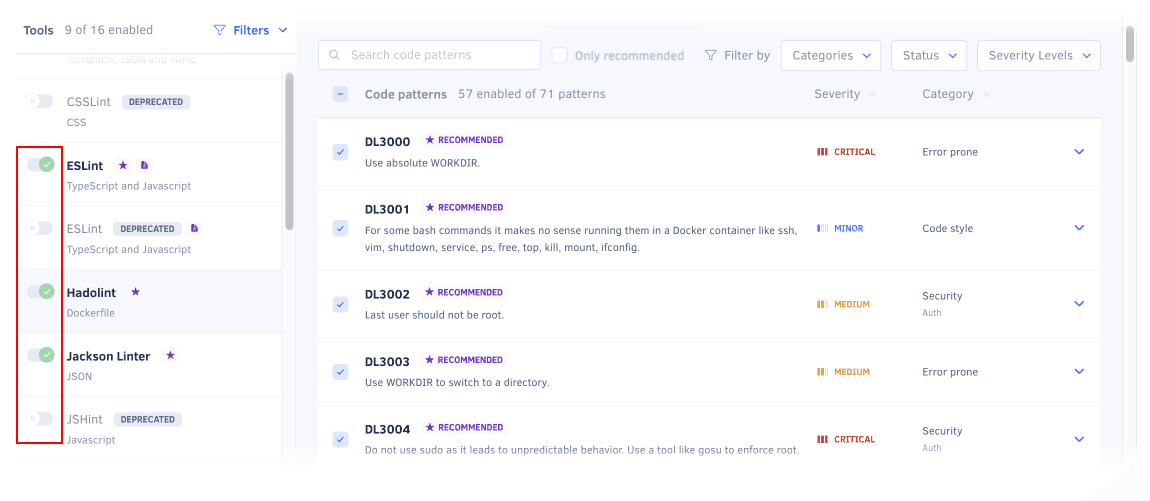 Tools 9 of 16 enabled Filters
Terraform, JSON and YAML
CSSLint DEPRECATED
CSS
ESLint
TypeScript and Javascript
ESLint DEPRECATED
TypeScript and Javascript
Hadolint
Dockerfile
Jackson Linter
JSON
JSHint DEPRECATED
Javascript
Search code patterns Only recommended Filter by Categories Status Severity Levels
Code patterns 57 enabled of 71 patterns Severity Category
DL3000 RECOMMENDED
Use absolute WORKDIR.
CRITICAL Error prone
DL3001 RECOMMENDED
For some bash commands it makes no sense running them in a Docker container like ssh,
vim, shutdown, service, ps, free, top, kill, mount, ifconfig.
MINOR Code style
DL3002 RECOMMENDED
Last user should not be root.
MEDIUM Security
Auth
DL3003 RECOMMENDED
Use WORKDIR to switch to a directory.
MEDIUM Error prone
DL3004 RECOMMENDED
Do not use sudo as it leads to unpredictable behavior. Use a tool like gosu to enforce root.
CRITICAL Security
Auth